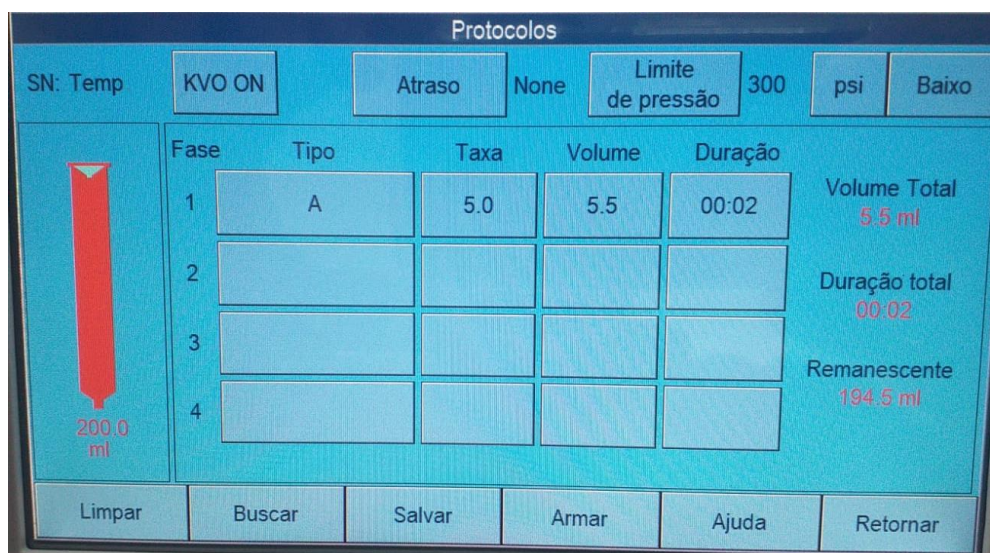 Protocolos
SN: Temp KVO ON Atraso None Limite de pressão 300 psi Baixo
Fase Tipo Taxa Volume Duração
1 A 5.0 5.5 00:02
2
3
4
Volume Total
5.5 ml
Duração total
00:02
Remanescente
194.5 ml
200.0
ml
Limpar Buscar Salvar Armar Ajuda Retornar